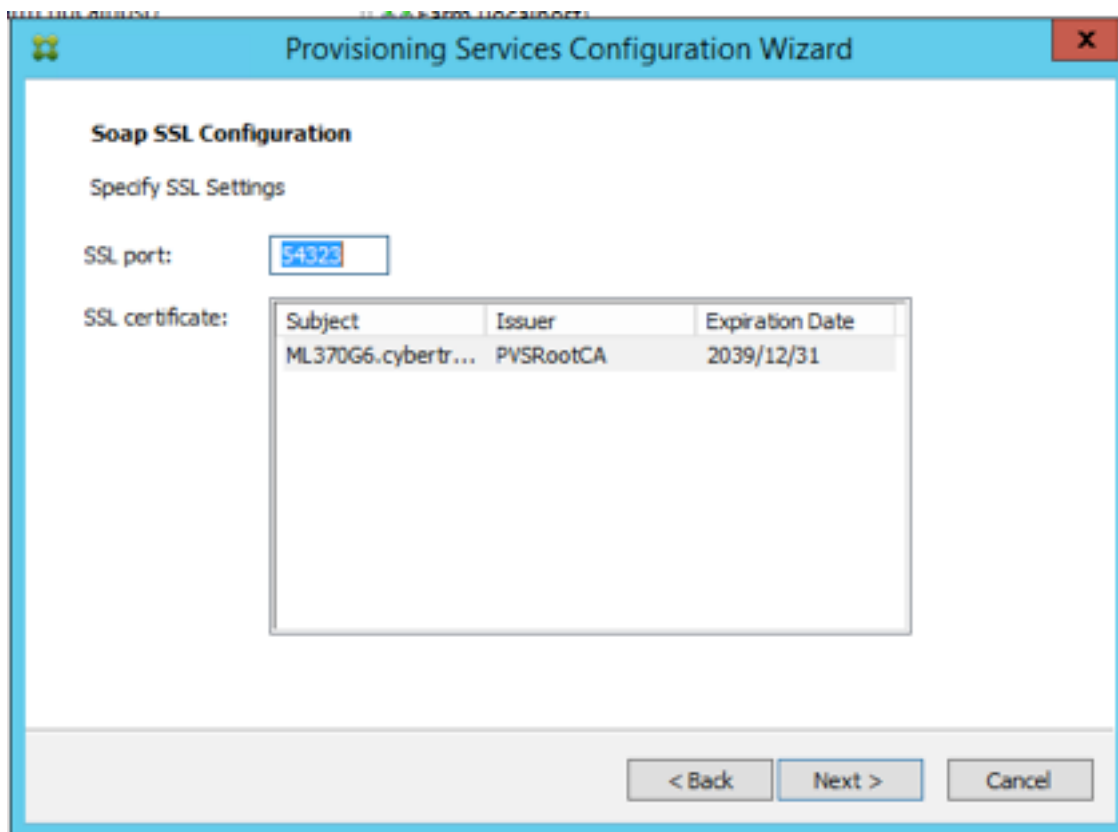 Provisioning Services Configuration Wizard
x
Soap SSL Configuration
Specify SSL Settings
SSL port: 54323
SSL certificate:
Subject Issuer Expiration Date
ML370G6.cybertr... PVSRootCA 2039/12/31
< Back Next > Cancel